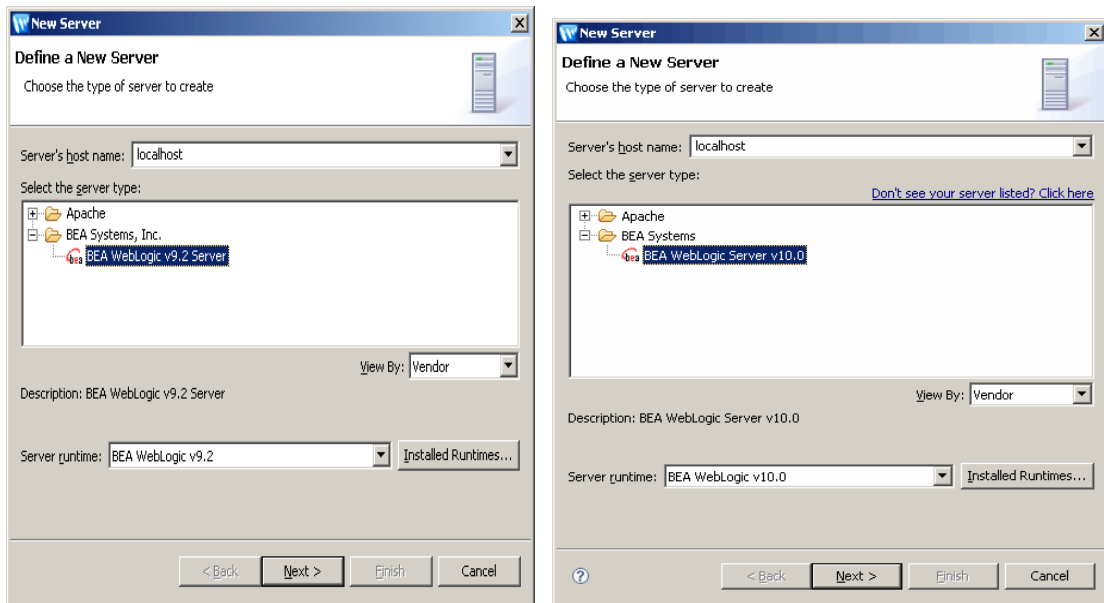 New Server
Define a New Server
Choose the type of server to create
Server's host name: localhost
Select the server type:
Apache
BEA Systems, Inc.
bea BEA WebLogic v9.2 Server
View By: Vendor
Description: BEA WebLogic v9.2 Server
Server runtime: BEA WebLogic v9.2 Installed Runtimes...
< Back Next > Finish Cancel
New Server
Define a New Server
Choose the type of server to create
Server's host name: localhost
Select the server type:
Don't see your server listed? Click here
Apache
BEA Systems
bea BEA WebLogic Server v10.0
View By: Vendor
Description: BEA WebLogic Server v10.0
Server runtime: BEA WebLogic v10.0 Installed Runtimes...
? < Back Next > Finish Cancel